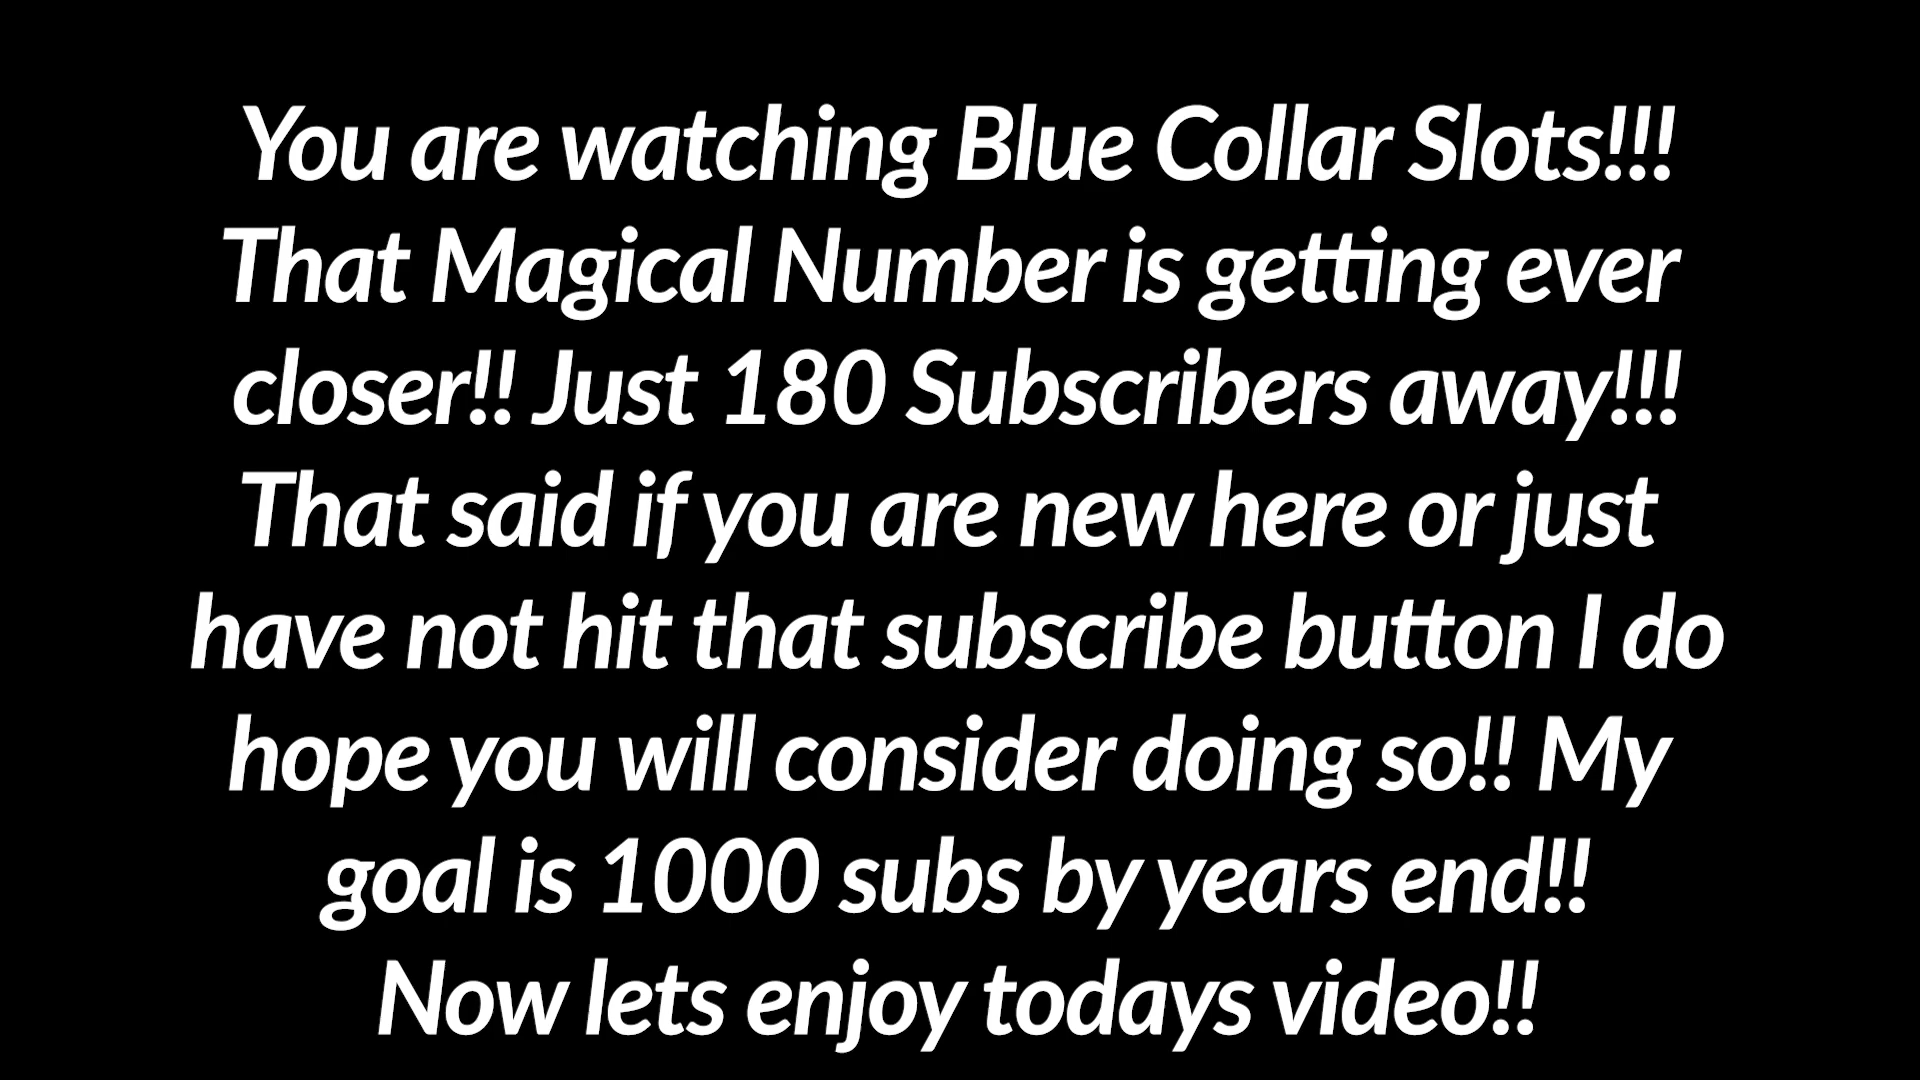 You are watching Blue Collar Slots!!!
That Magical Number is getting ever
closer!! Just 180 Subscribers away!!!
That said if you are new here or just
have not hit that subscribe button I do
hope you will consider doing so!! My
goal is 1000 subs by years end!!
Now lets enjoy todays video!!